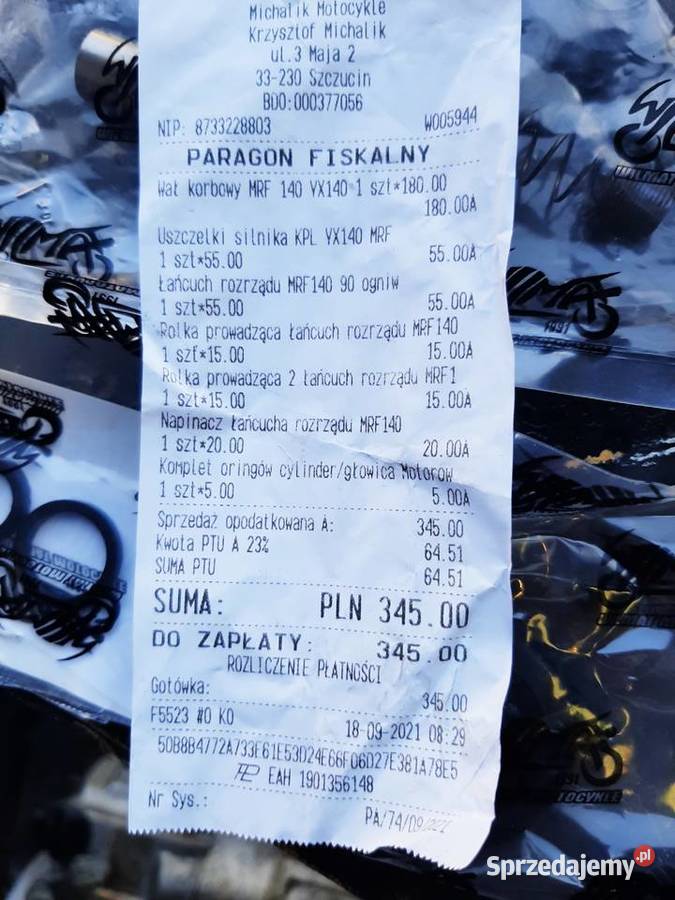 Michalik Motocykle
Krzysztof Michalik
ul.3 Maja 2
33-230 Szczucin
BDO:000377056
NIP: 8733228803 W005944
PARAGON FISKALNY
Wał korbowy MRF 140 YX140 1 szt*180.00
180.00A
Uszczelki silnika KPL YX140 MRF
1 szt*55.00 55.00A
Łańcuch rozrządu MRF140 90 ogniw
1 szt*55.00 55.00A
Rolka prowadząca łańcuch rozrządu MRF140
1 szt*15.00 15.00A
Rolka prowadząca 2 łańcuch rozrządu MRF1
1 szt*15.00 15.00A
Napinacz łańcucha rozrządu MRF140
1 szt*20.00 20.00A
Komplet oringów cylinder/głowica Motorow
1 szt*5.00 5.00A
Sprzedaż opodatkowana A: 345.00
Kwota PTU A 23% 64.51
SUMA PTU 64.51
SUMA: PLN 345.00
DO ZAPŁATY: 345.00
ROZLICZENIE PŁATNOŚCI
Gotówka: 345.00
F5523 #0 KO 18-09-2021 08:29
50B8B4772A733F61E53D24E66F06D27E381A78E5
EAH 1901356148
Nr Sys.: PA/74/09/
Sprzedajemy.pl